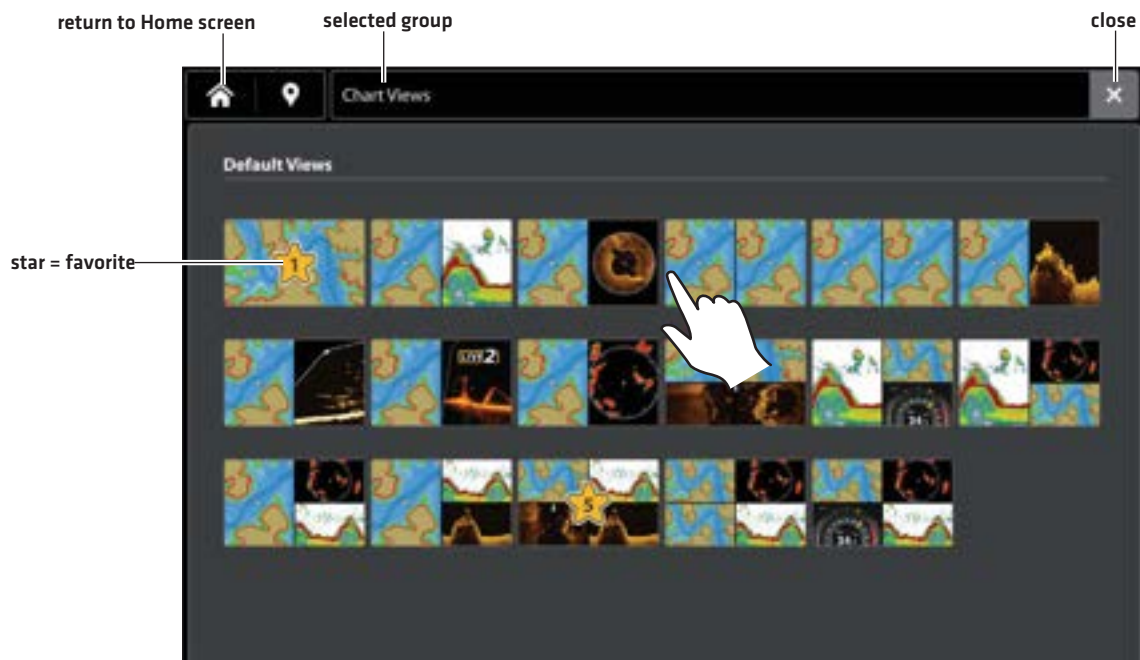 return to Home screen
selected group
close
Chart Views
Default Views
star = favorite
1
LIVE 2
5